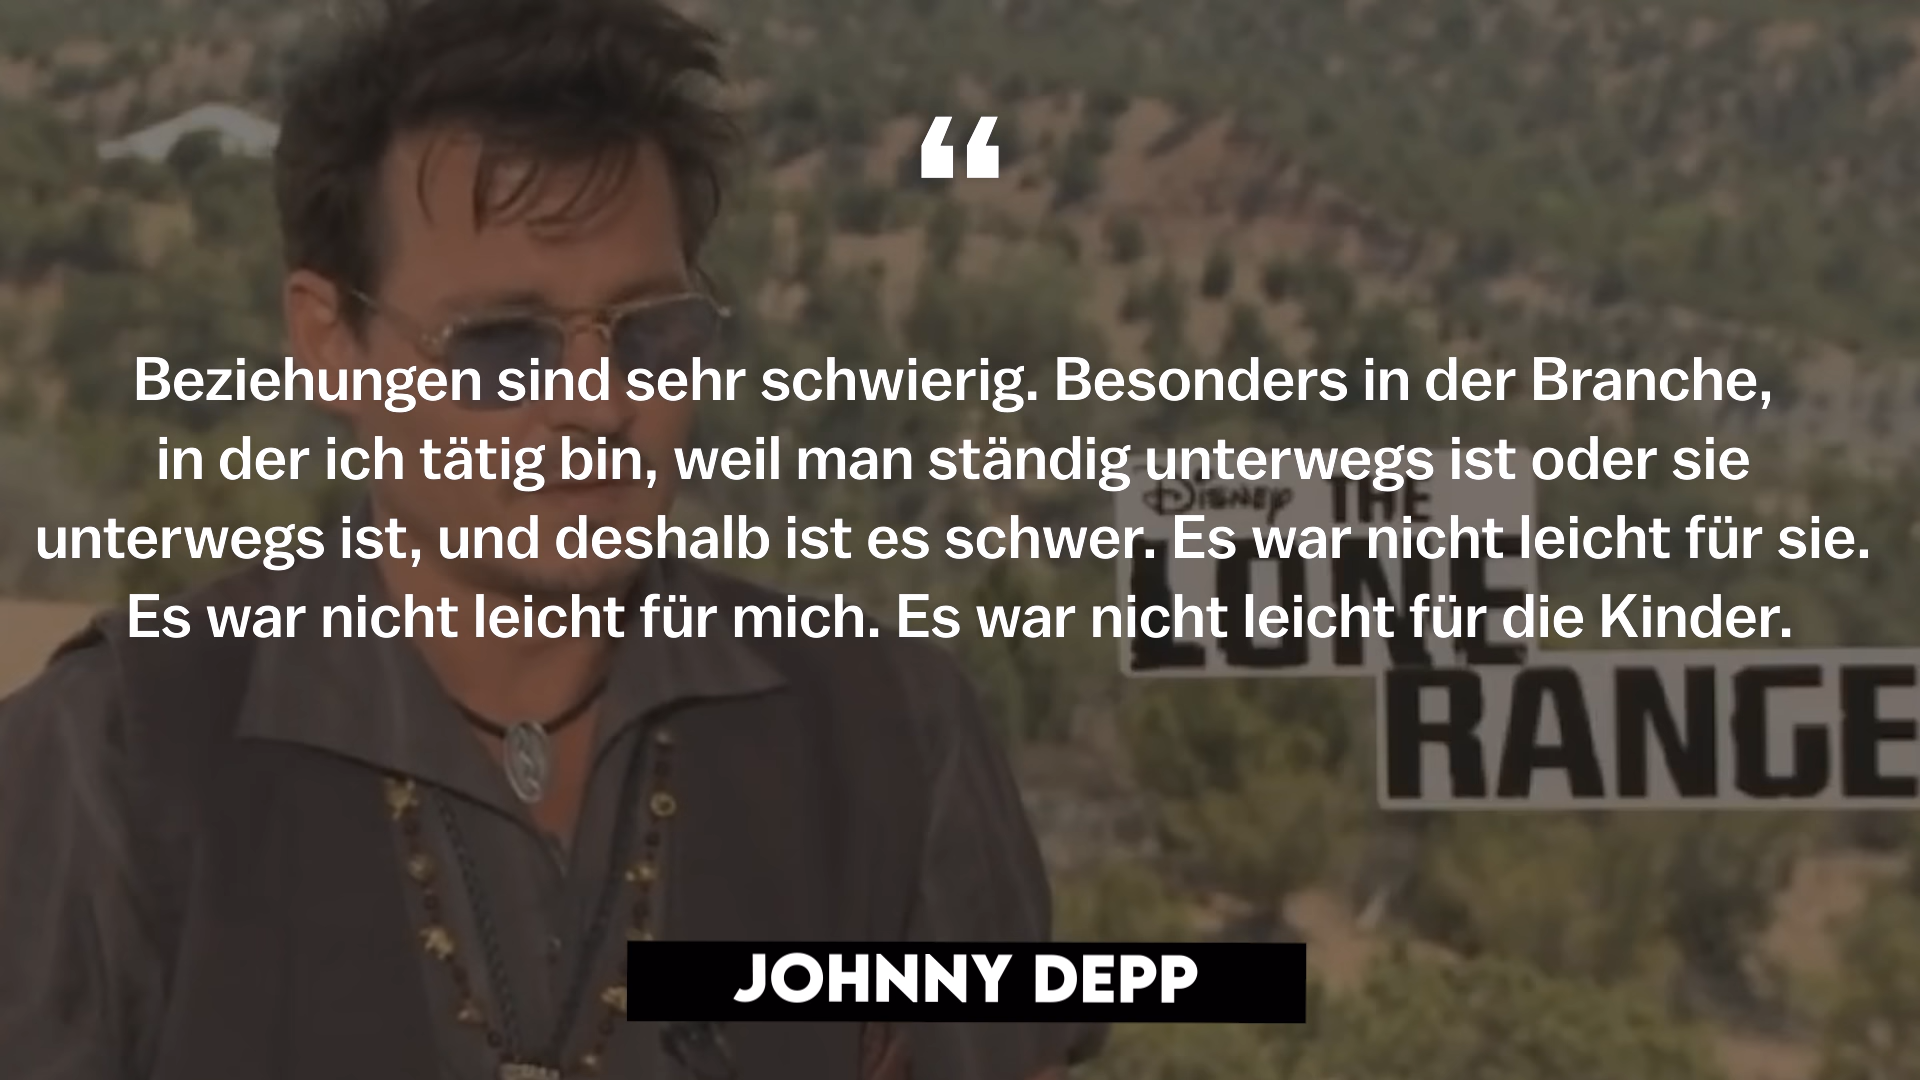 “
Beziehungen sind sehr schwierig. Besonders in der Branche,
in der ich tätig bin, weil man ständig unterwegs ist oder sie
unterwegs ist, und deshalb ist es schwer. Es war nicht leicht für sie.
Es war nicht leicht für mich. Es war nicht leicht für die Kinder.
DISNEY THE
LONE
RANGE
JOHNNY DEPP